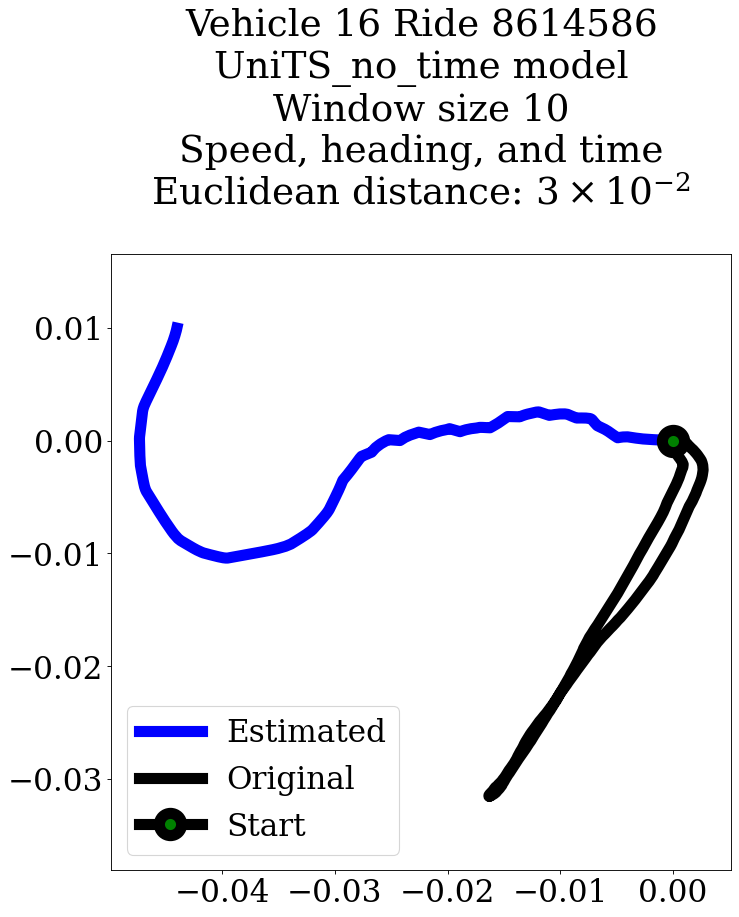 Vehicle 16 Ride 8614586
UniTS_no_time model
Window size 10
Speed, heading, and time
Euclidean distance: 3 × 10⁻²
0.01
0.00
−0.01
−0.02
−0.03
Estimated
Original
Start
−0.04 −0.03 −0.02 −0.01 0.00